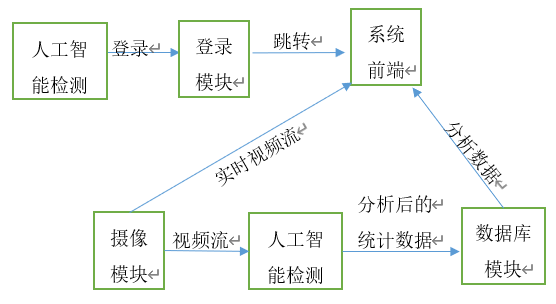 人工智
能检测
登录
登录
模块
跳转
系统
前端
实时视频流
分析数据
摄像
模块
视频流
人工智
能检测
分析后的
统计数据
数据库
模块